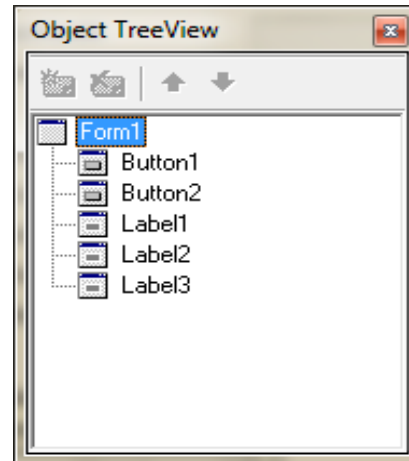 Object TreeView
Form1
Button1
Button2
Label1
Label2
Label3